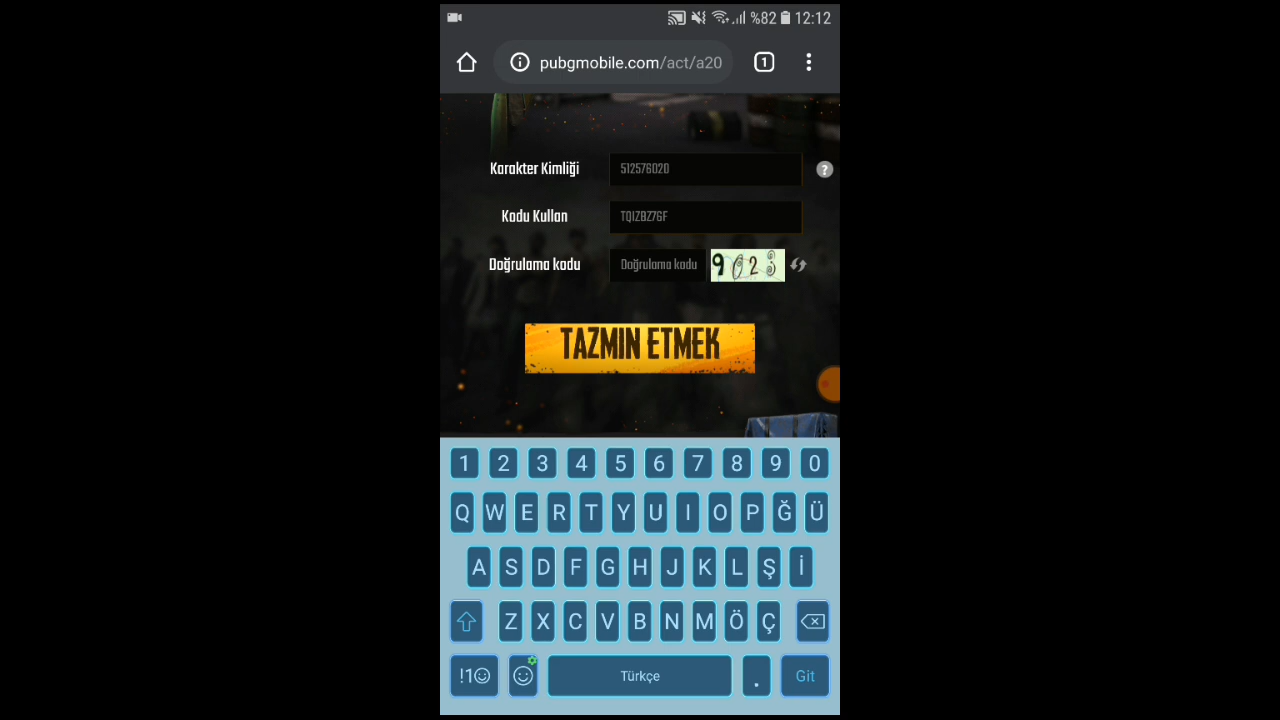 %82 12:12
1
pubgmobile.com/act/a20
Karakter Kimliği 512576020 ?
Kodu Kullan TQIZBZ7GF
Doğrulama kodu Doğrulama kodu 9023
TAZMIN ETMEK
1 2 3 4 5 6 7 8 9 0
Q W E R T Y U I O P Ğ Ü
A S D F G H J K L Ş İ
Z X C V B N M Ö Ç
!1☺ Türkçe . Git